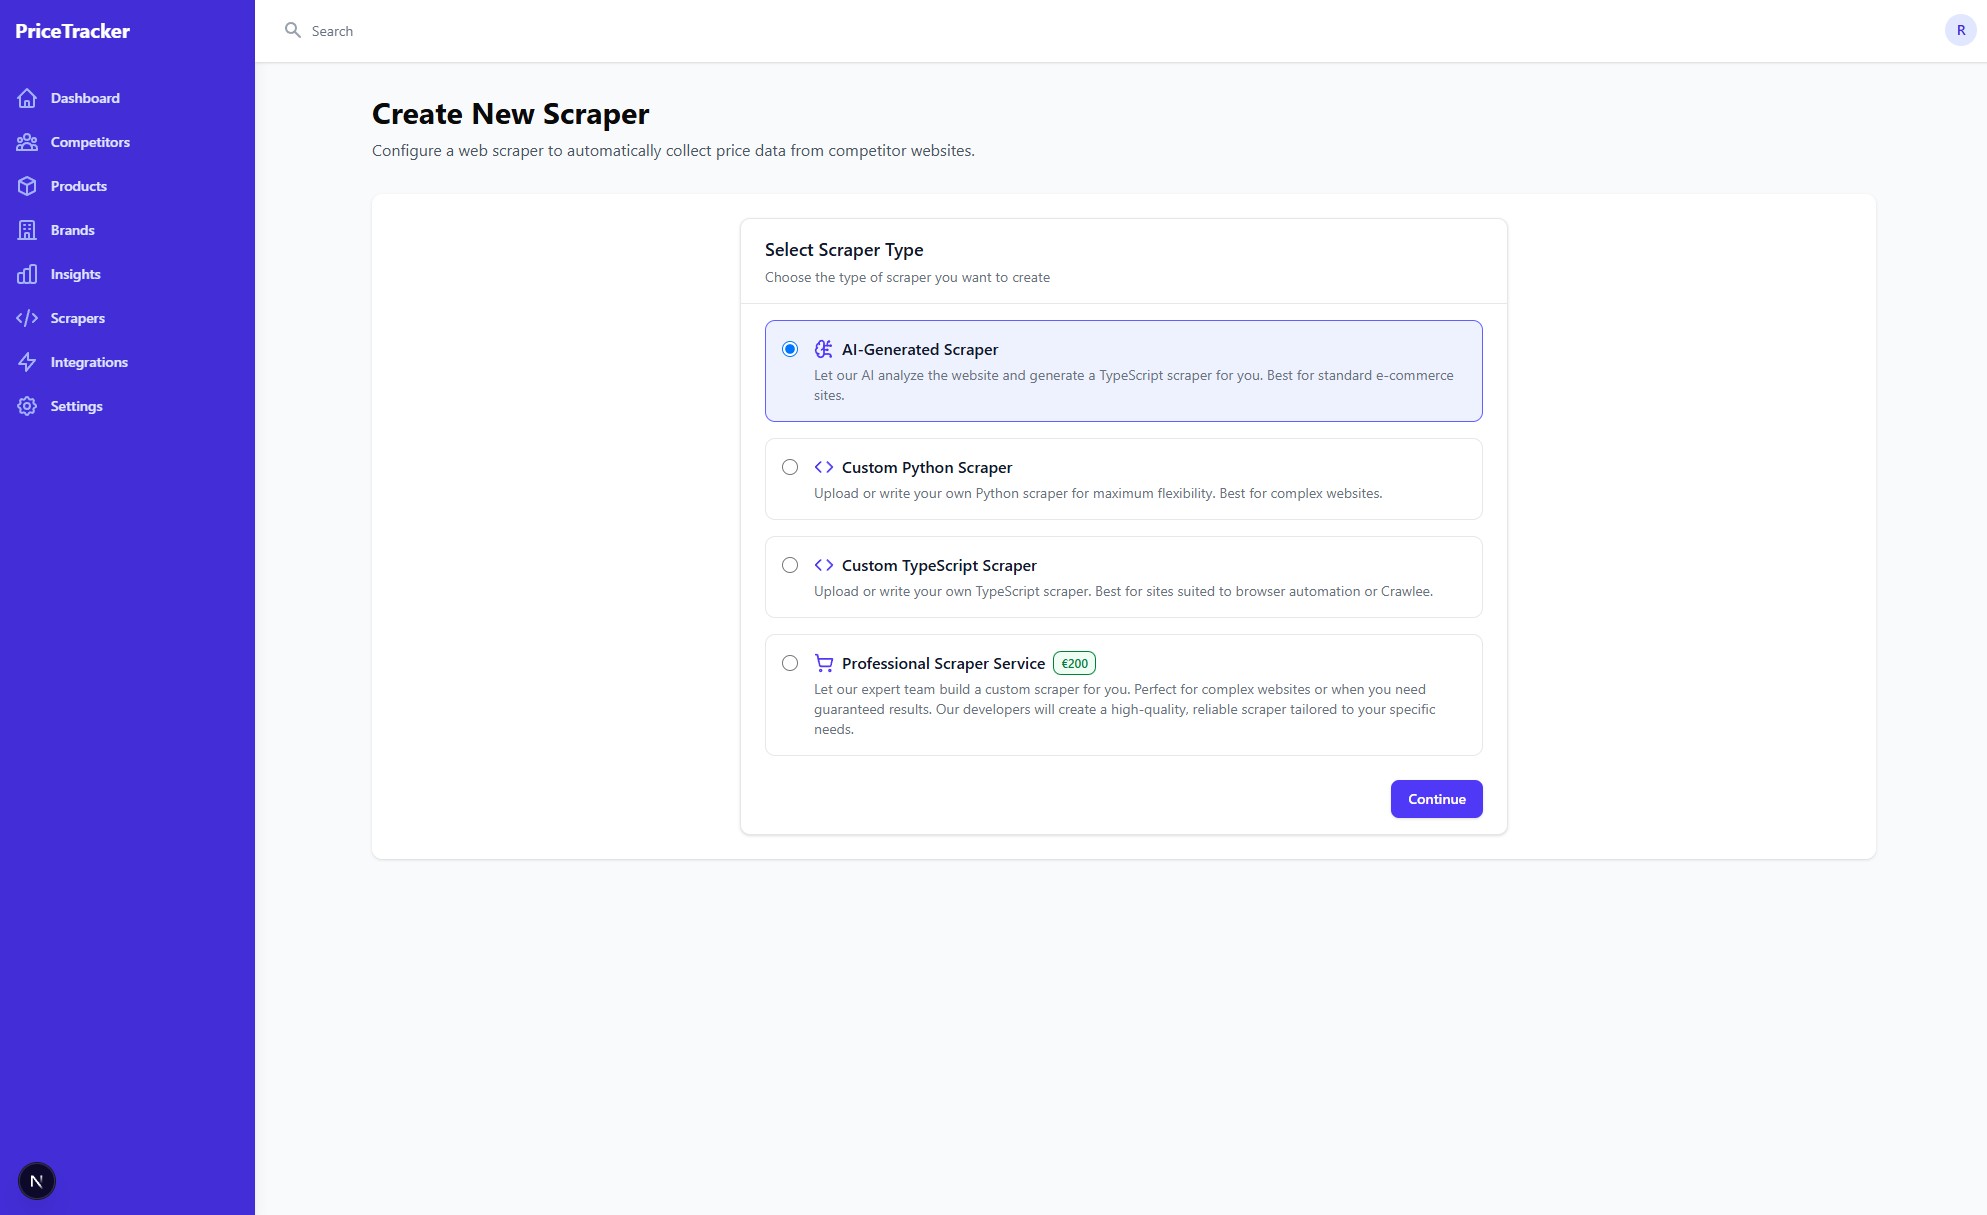 PriceTracker
Search
R
Dashboard
Competitors
Products
Brands
Insights
Scrapers
Integrations
Settings
N
Create New Scraper
Configure a web scraper to automatically collect price data from competitor websites.
Select Scraper Type
Choose the type of scraper you want to create
AI-Generated Scraper
Let our AI analyze the website and generate a TypeScript scraper for you. Best for standard e-commerce
sites.
Custom Python Scraper
Upload or write your own Python scraper for maximum flexibility. Best for complex websites.
Custom TypeScript Scraper
Upload or write your own TypeScript scraper. Best for sites suited to browser automation or Crawlee.
Professional Scraper Service €200
Let our expert team build a custom scraper for you. Perfect for complex websites or when you need
guaranteed results. Our developers will create a high-quality, reliable scraper tailored to your specific
needs.
Continue